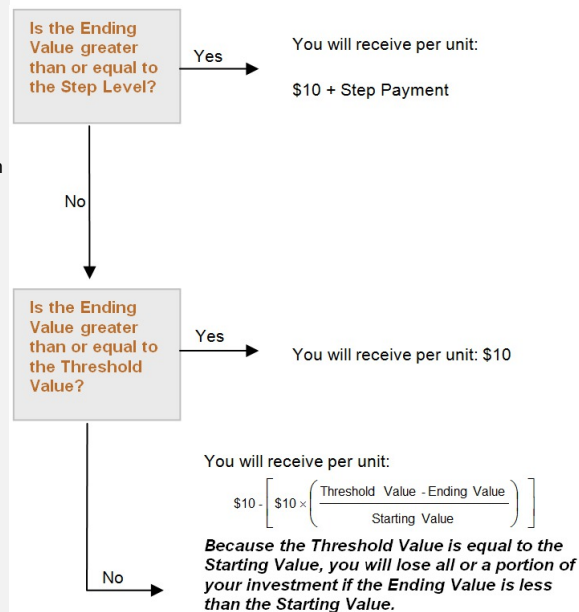 Is the Ending
Value greater
than or equal to
the Step Level?
Yes
You will receive per unit:
$10 + Step Payment
No
Is the Ending
Value greater
than or equal to
the Threshold
Value?
Yes
You will receive per unit: $10
You will receive per unit:
$10 - [ $10 × ( Threshold Value - Ending Value / Starting Value ) ]
Because the Threshold Value is equal to the
Starting Value, you will lose all or a portion of
your investment if the Ending Value is less
than the Starting Value.
No